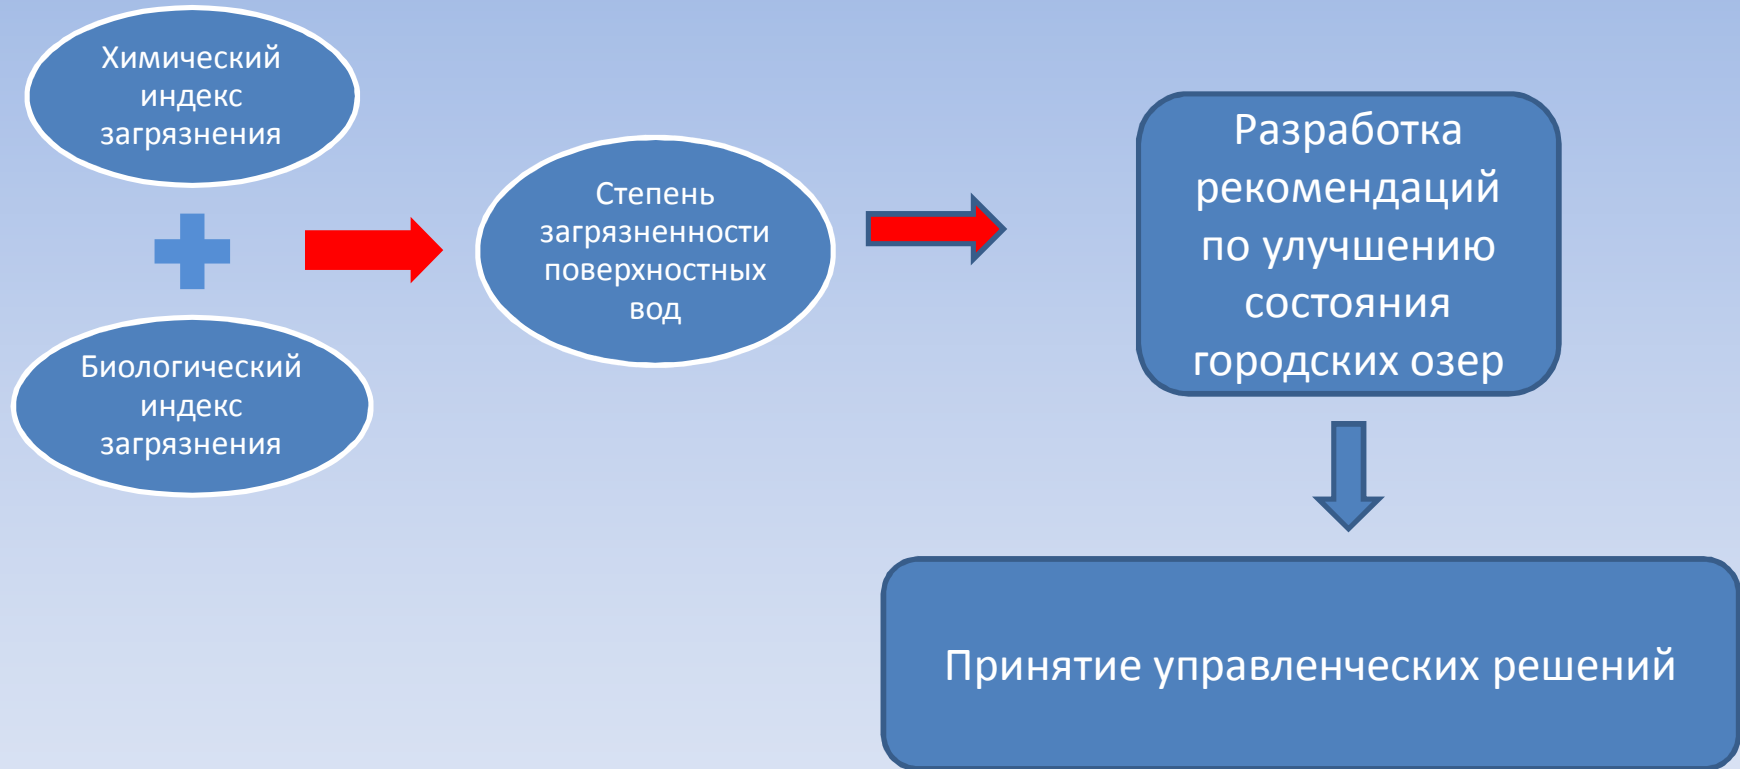 Химический
индекс
загрязнения
Биологический
индекс
загрязнения
Степень
загрязненности
поверхностных
вод
Разработка
рекомендаций
по улучшению
состояния
городских озер
Принятие управленческих решений